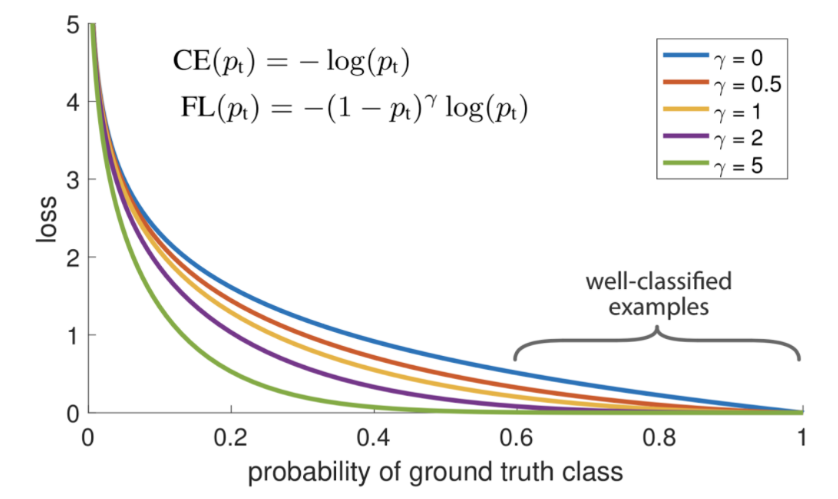 5
CE(pₜ) = − log(pₜ)
FL(pₜ) = −(1 − pₜ)^γ log(pₜ)
γ = 0
γ = 0.5
γ = 1
γ = 2
γ = 5
4
3
2
1
0
loss
well-classified
examples
0 0.2 0.4 0.6 0.8 1
probability of ground truth class